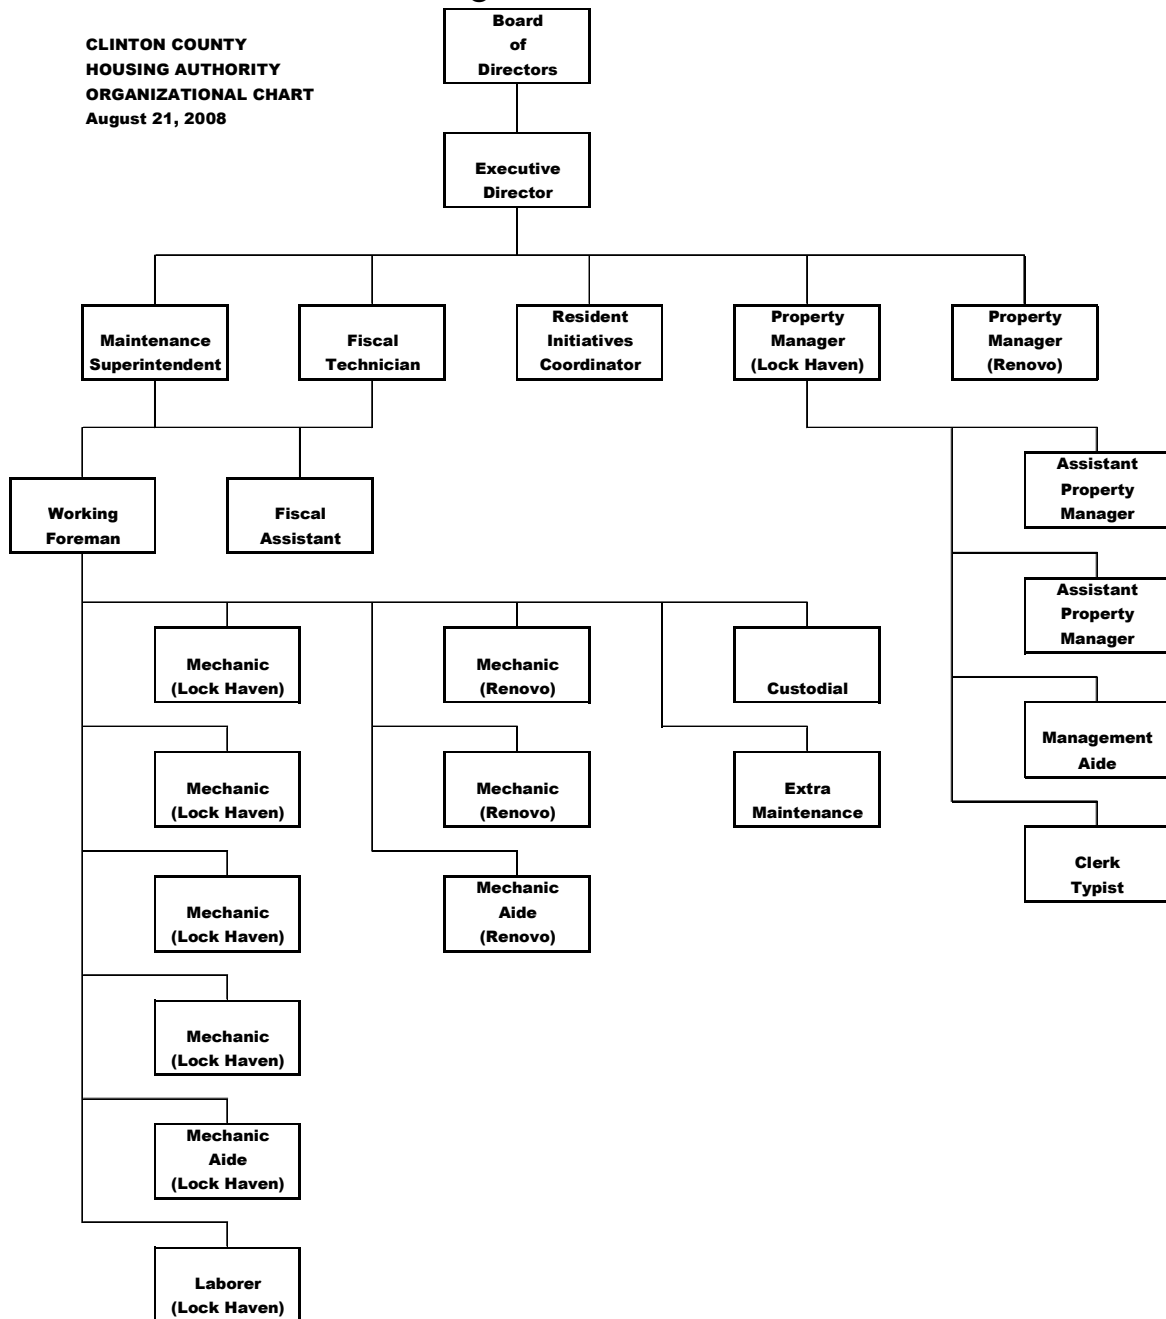 CLINTON COUNTY
HOUSING AUTHORITY
ORGANIZATIONAL CHART
August 21, 2008
Board
of
Directors
Executive
Director
Maintenance
Superintendent
Fiscal
Technician
Resident
Initiatives
Coordinator
Property
Manager
(Lock Haven)
Property
Manager
(Renovo)
Working
Foreman
Fiscal
Assistant
Assistant
Property
Manager
Assistant
Property
Manager
Management
Aide
Clerk
Typist
Mechanic
(Lock Haven)
Mechanic
(Renovo)
Custodial
Mechanic
(Lock Haven)
Mechanic
(Renovo)
Extra
Maintenance
Mechanic
(Lock Haven)
Mechanic
Aide
(Renovo)
Mechanic
(Lock Haven)
Mechanic
Aide
(Lock Haven)
Laborer
(Lock Haven)